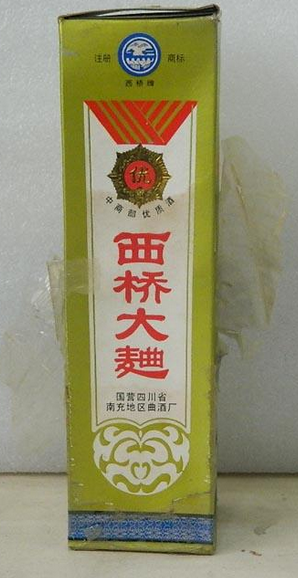 注册 商标
西桥牌
优
中商部优质酒
西桥大麯
国营四川省
南充地区曲酒厂